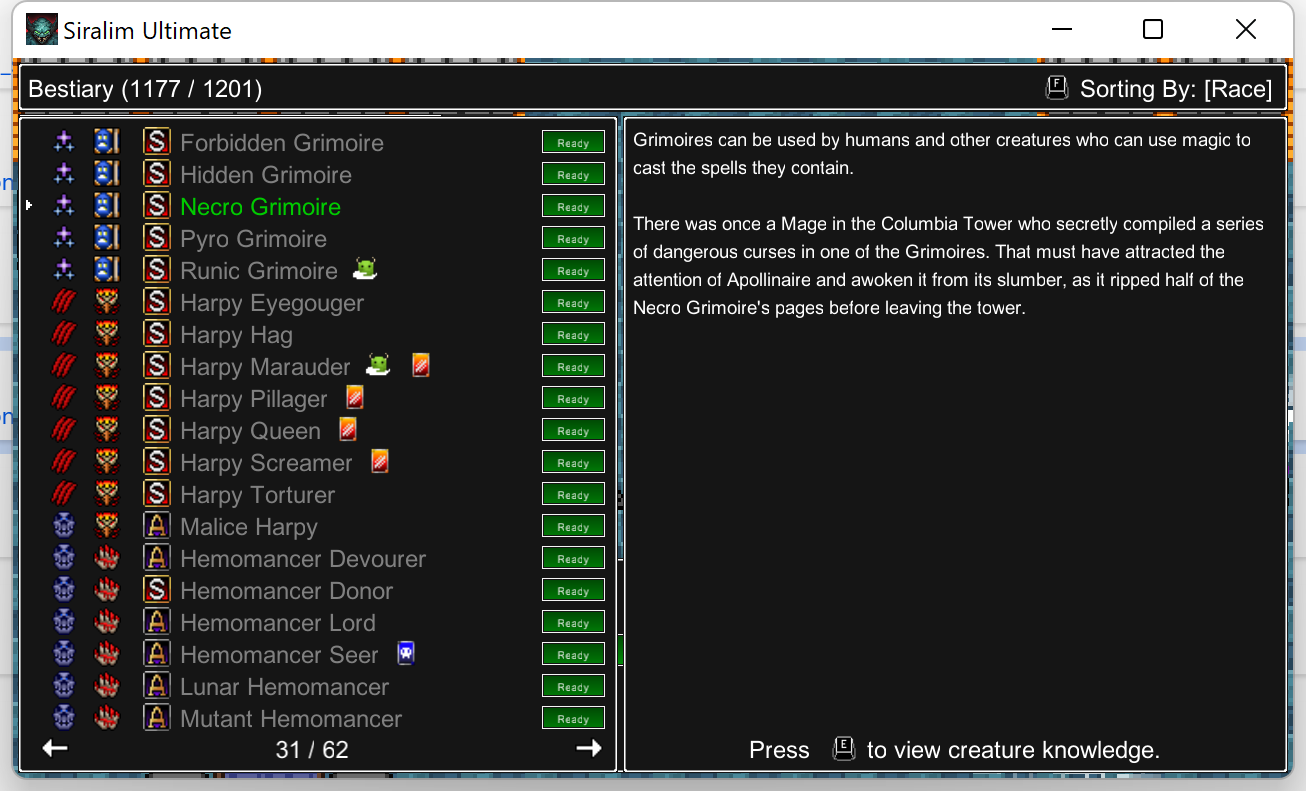 Siralim Ultimate
Bestiary (1177 / 1201)
F Sorting By: [Race]
S Forbidden Grimoire Ready
S Hidden Grimoire Ready
S Necro Grimoire Ready
S Pyro Grimoire Ready
S Runic Grimoire Ready
S Harpy Eyegouger Ready
S Harpy Hag Ready
S Harpy Marauder Ready
S Harpy Pillager Ready
S Harpy Queen Ready
S Harpy Screamer Ready
S Harpy Torturer Ready
A Malice Harpy Ready
A Hemomancer Devourer Ready
S Hemomancer Donor Ready
A Hemomancer Lord Ready
A Hemomancer Seer Ready
A Lunar Hemomancer Ready
A Mutant Hemomancer Ready
31 / 62
Grimoires can be used by humans and other creatures who can use magic to
cast the spells they contain.
There was once a Mage in the Columbia Tower who secretly compiled a series
of dangerous curses in one of the Grimoires. That must have attracted the
attention of Apollinaire and awoken it from its slumber, as it ripped half of the
Necro Grimoire's pages before leaving the tower.
Press E to view creature knowledge.